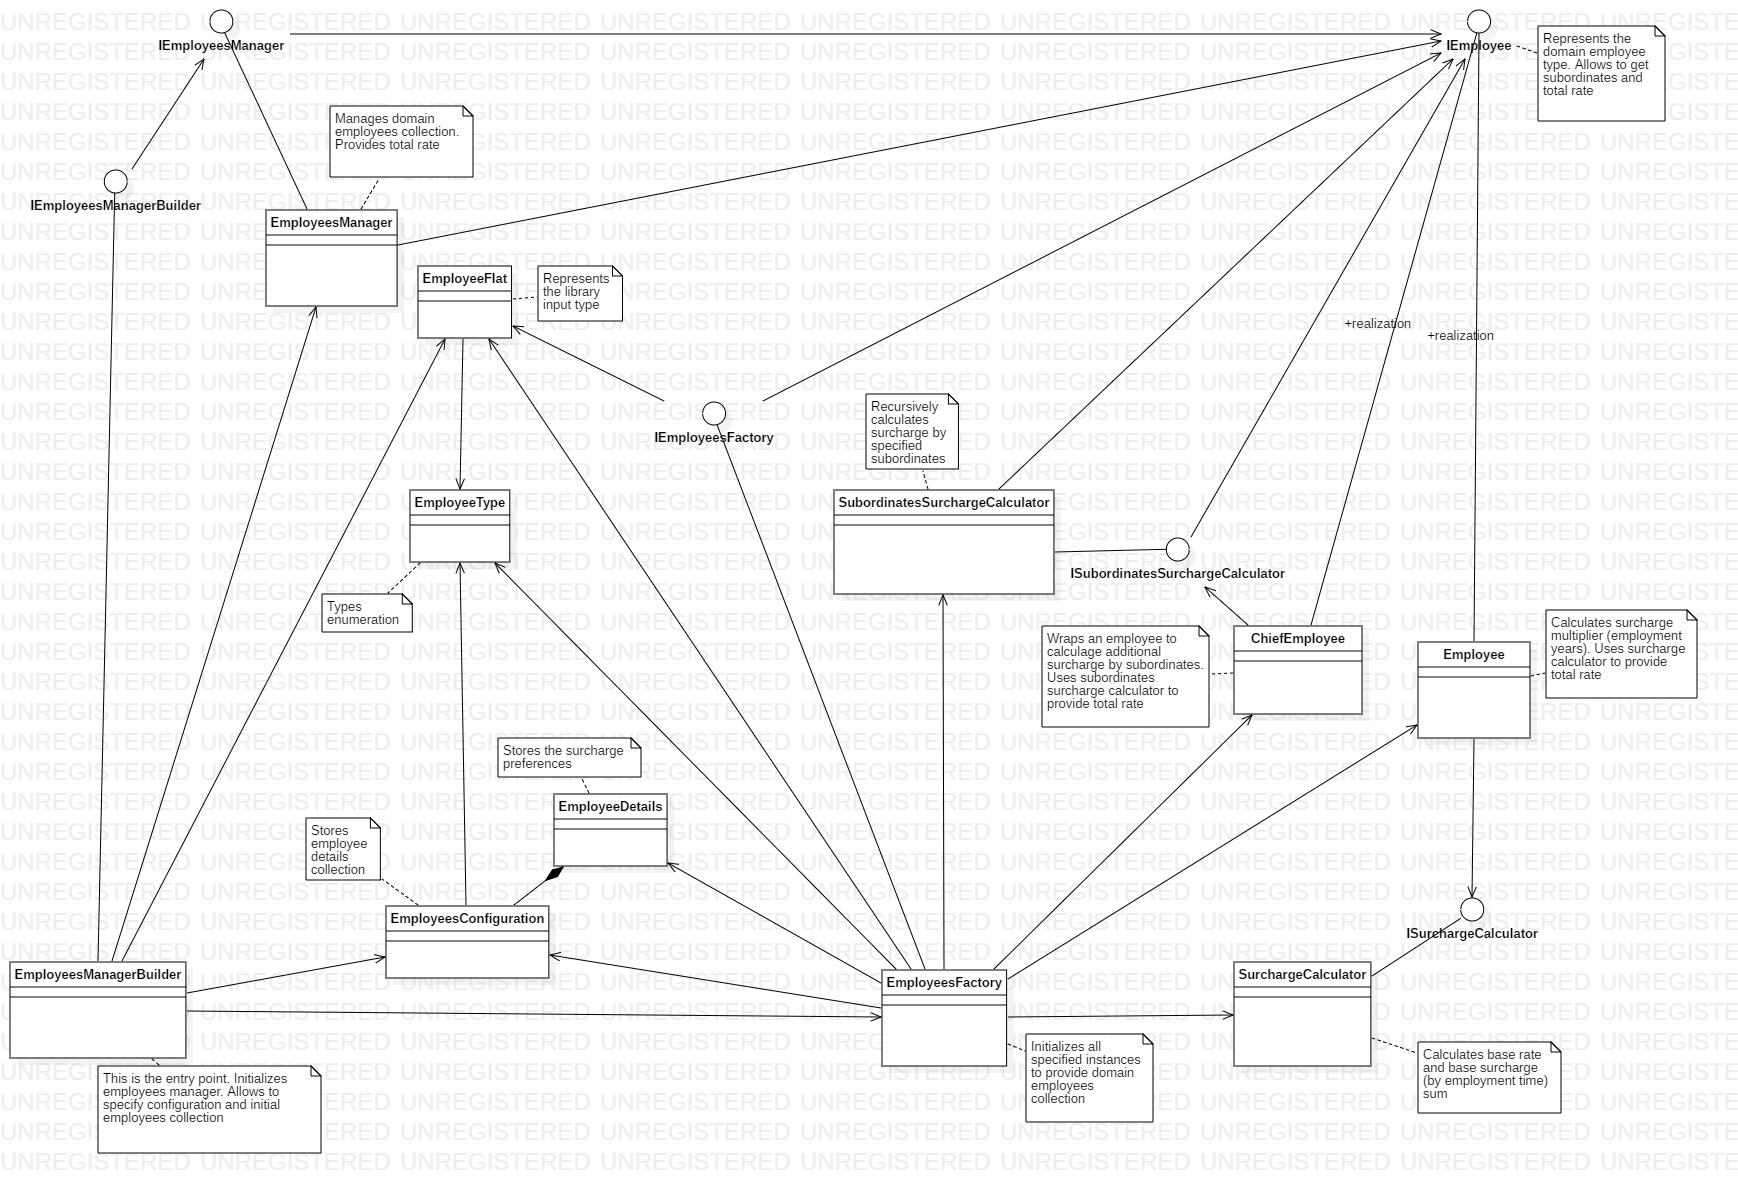 IEmployeesManager
IEmployee
Represents the
domain employee
type. Allows to get
subordinates and
total rate
Manages domain
employees collection.
Provides total rate
IEmployeesManagerBuilder
EmployeesManager
EmployeeFlat
Represents
the library
input type
+realization
+realization
Recursively
calculates
surcharge by
specified
subordinates
IEmployeesFactory
EmployeeType
SubordinatesSurchargeCalculator
ISubordinatesSurchargeCalculator
Types
enumeration
Wraps an employee to
calculage additional
surcharge by subordinates.
Uses subordinates
surcharge calculator to
provide total rate
ChiefEmployee
Employee
Calculates surcharge
multiplier (employment
years). Uses surcharge
calculator to provide
total rate
Stores the surcharge
preferences
EmployeeDetails
Stores
employee
details
collection
EmployeesConfiguration
ISurchargeCalculator
EmployeesManagerBuilder
EmployeesFactory
SurchargeCalculator
Initializes all
specified instances
to provide domain
employees
collection
Calculates base rate
and base surcharge
(by employment time)
sum
This is the entry point. Initializes
employees manager. Allows to
specify configuration and initial
employees collection
UNREGISTERED